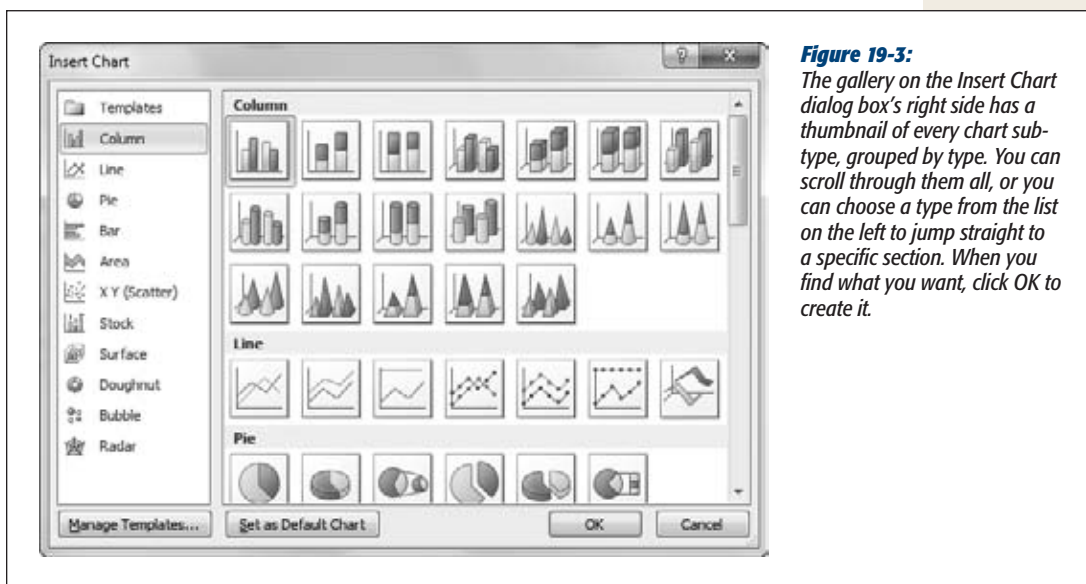 Insert Chart
Templates
Column
Line
Pie
Bar
Area
X Y (Scatter)
Stock
Surface
Doughnut
Bubble
Radar
Column
Line
Pie
Manage Templates...
Set as Default Chart
OK
Cancel
Figure 19-3:
The gallery on the Insert Chart
dialog box's right side has a
thumbnail of every chart sub-
type, grouped by type. You can
scroll through them all, or you
can choose a type from the list
on the left to jump straight to
a specific section. When you
find what you want, click OK to
create it.